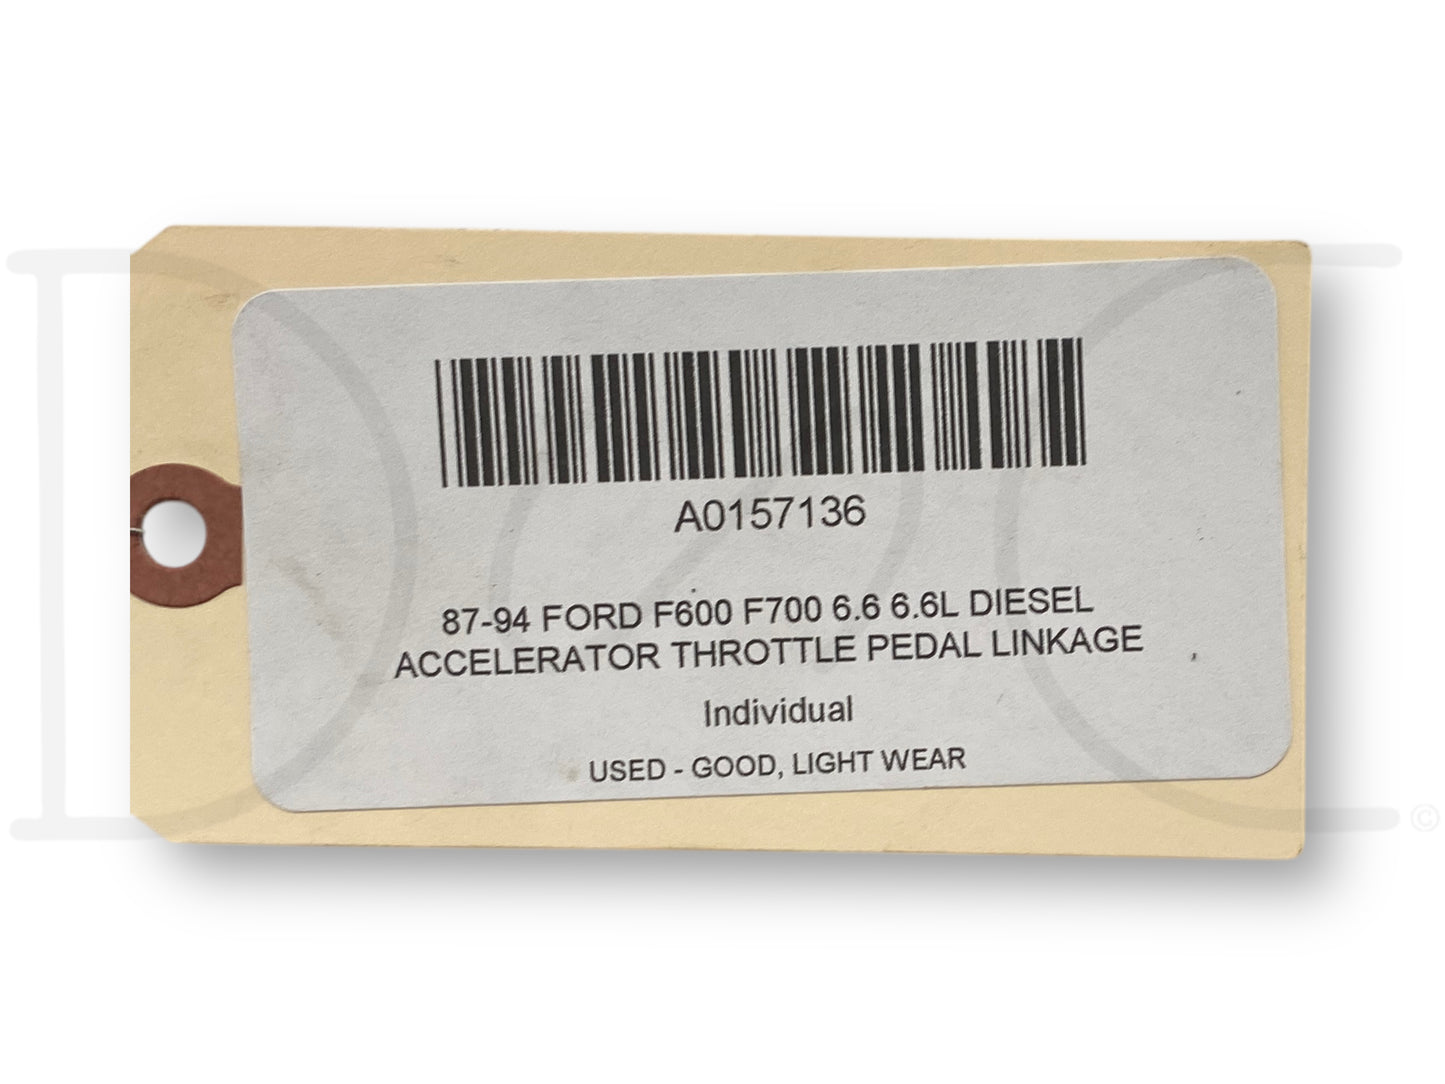 A0157136
87-94 FORD F600 F700 6.6 6.6L DIESEL
ACCELERATOR THROTTLE PEDAL LINKAGE
Individual
USED - GOOD, LIGHT WEAR
©